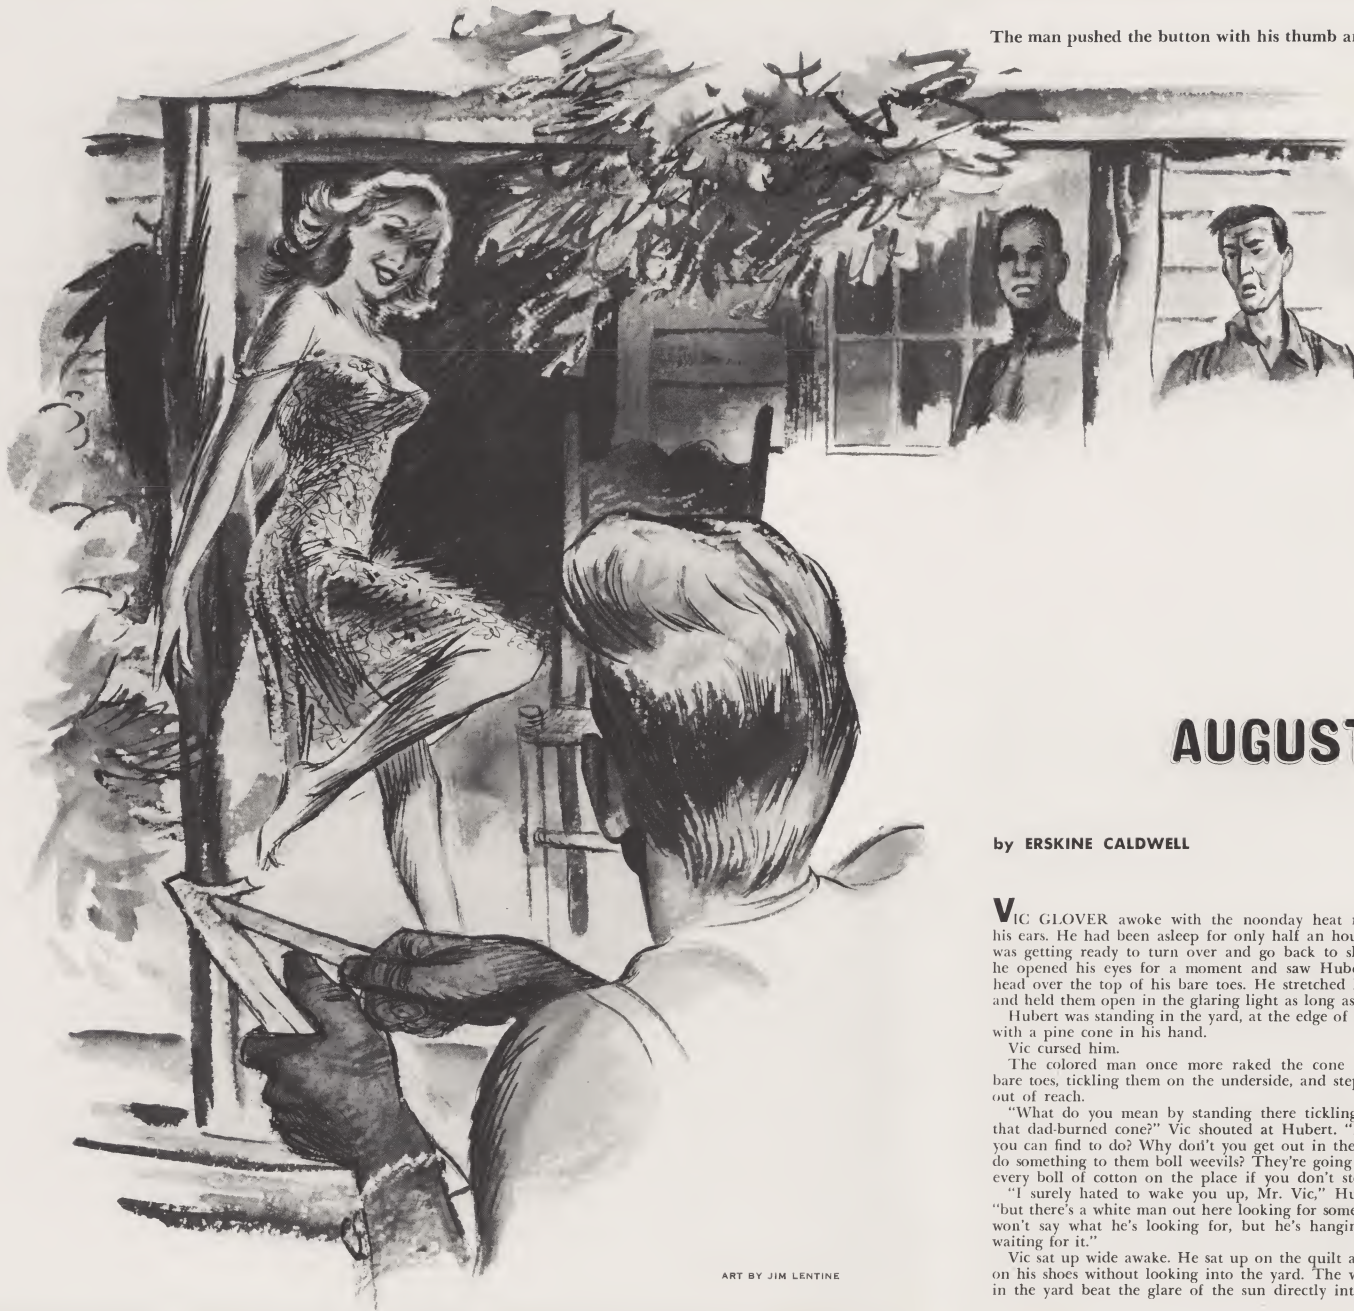 The man pushed the button with his thumb
AUGUST
by ERSKINE CALDWELL
VIC GLOVER awoke with the noonday heat
his ears. He had been asleep for only half an
was getting ready to turn over and go back to
he opened his eyes for a moment and saw
head over the top of his bare toes. He stretched
and held them open in the glaring light as long as
Hubert was standing in the yard, at the edge of
with a pine cone in his hand.
Vic cursed him.
The colored man once more raked the cone
bare toes, tickling them on the underside, and
out of reach.
"What do you mean by standing there tickling
that dad-burned cone?" Vic shouted at Hubert. "
you can find to do? Why don't you get out in the
do something to them boll weevils? They're going
every boll of cotton on the place if you don't
"I surely hated to wake you up, Mr. Vic,"
"but there's a white man out here looking for
won't say what he's looking for, but he's
waiting for it."
Vic sat up wide awake. He sat up on the quilt
on his shoes without looking into the yard. The
in the yard beat the glare of the sun directly
ART BY JIM LENTINE